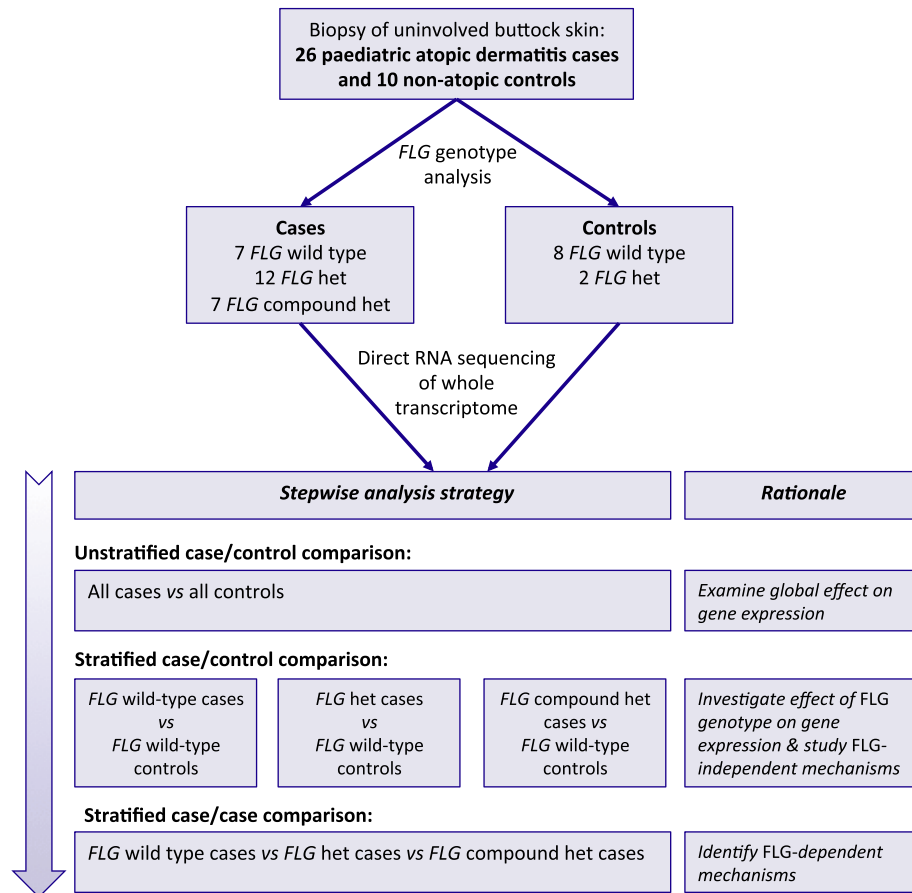 Biopsy of uninvolved buttock skin:
26 paediatric atopic dermatitis cases
and 10 non-atopic controls
FLG genotype
analysis
Cases
7 FLG wild type
12 FLG het
7 FLG compound het
Controls
8 FLG wild type
2 FLG het
Direct RNA sequencing
of whole
transcriptome
Stepwise analysis strategy
Rationale
Unstratified case/control comparison:
All cases vs all controls
Examine global effect on
gene expression
Stratified case/control comparison:
FLG wild-type cases
vs
FLG wild-type
controls
FLG het cases
vs
FLG wild-type
controls
FLG compound het
cases vs
FLG wild-type
controls
Investigate effect of FLG
genotype on gene
expression & study FLG-
independent mechanisms
Stratified case/case comparison:
FLG wild type cases vs FLG het cases vs FLG compound het cases
Identify FLG-dependent
mechanisms